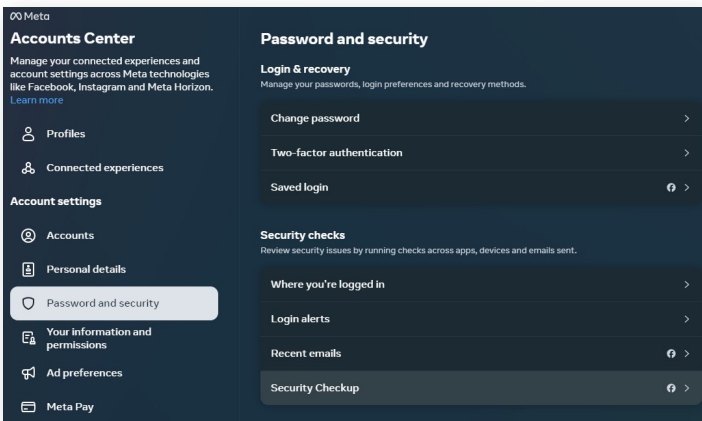 Meta
Accounts Center
Manage your connected experiences and
account settings across Meta technologies
like Facebook, Instagram and Meta Horizon.
Learn more
Profiles
Connected experiences
Account settings
Accounts
Personal details
Password and security
Your information and
permissions
Ad preferences
Meta Pay
Password and security
Login & recovery
Manage your passwords, login preferences and recovery methods.
Change password
Two-factor authentication
Saved login
Security checks
Review security issues by running checks across apps, devices and emails sent.
Where you're logged in
Login alerts
Recent emails
Security Checkup